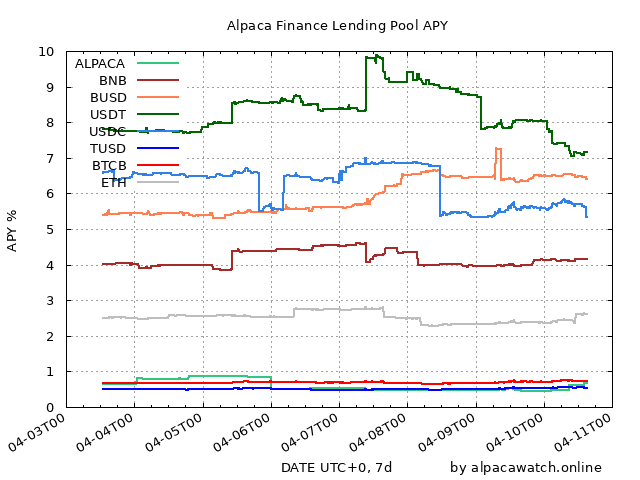 Alpaca Finance Lending Pool APY
10
9
8
7
6
5
4
3
2
1
0
APY %
ALPACA
BNB
BUSD
USDT
USDC
TUSD
BTCB
ETH
04-03T00
04-04T00
04-05T00
04-06T00
04-07T00
04-08T00
04-09T00
04-10T00
04-11T00
DATE UTC+0, 7d
by alpacawatch.online